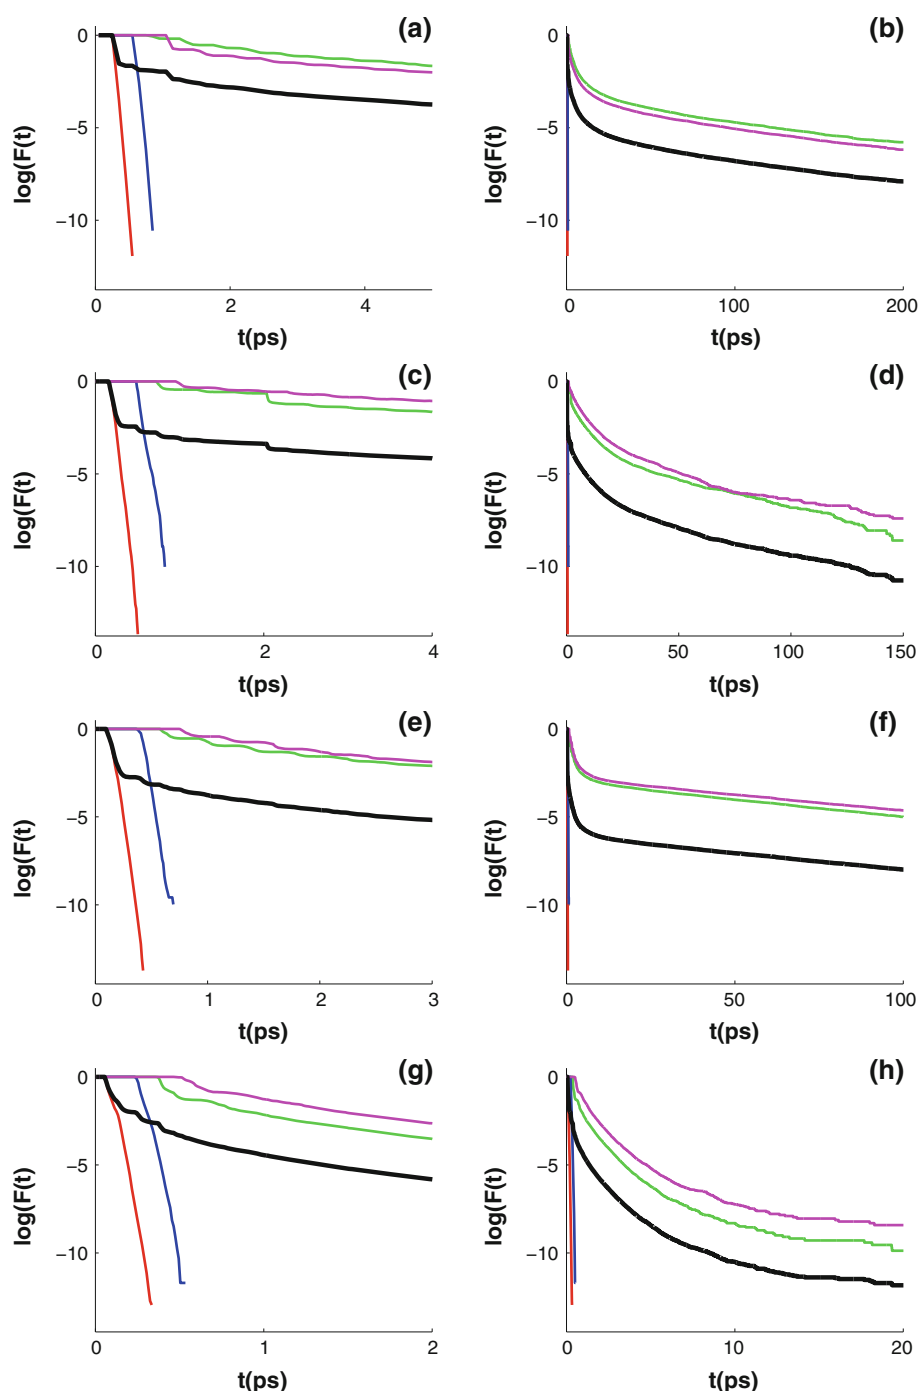 (a)
0
−5
−10
log(F(t)
0 2 4
t(ps)
(b)
0
−5
−10
log(F(t)
0 100 200
t(ps)
(c)
0
−5
−10
log(F(t)
0 2 4
t(ps)
(d)
0
−5
−10
log(F(t)
0 50 100 150
t(ps)
(e)
0
−5
−10
log(F(t)
0 1 2 3
t(ps)
(f)
0
−5
−10
log(F(t)
0 50 100
t(ps)
(g)
0
−5
−10
log(F(t)
0 1 2
t(ps)
(h)
0
−5
−10
log(F(t)
0 10 20
t(ps)